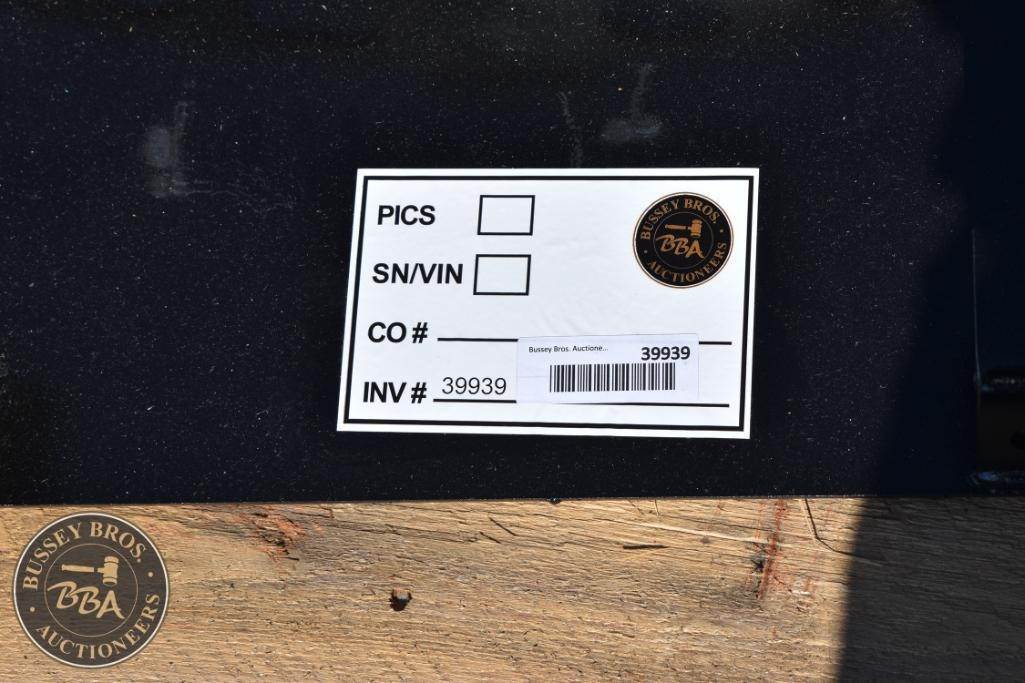 PICS
BUSSEY BROS.
BBA
AUCTIONEERS
SN/VIN
CO #
Bussey Bros. Auctione... 39939
INV # 39939
BUSSEY BROS.
BBA
AUCTIONEERS